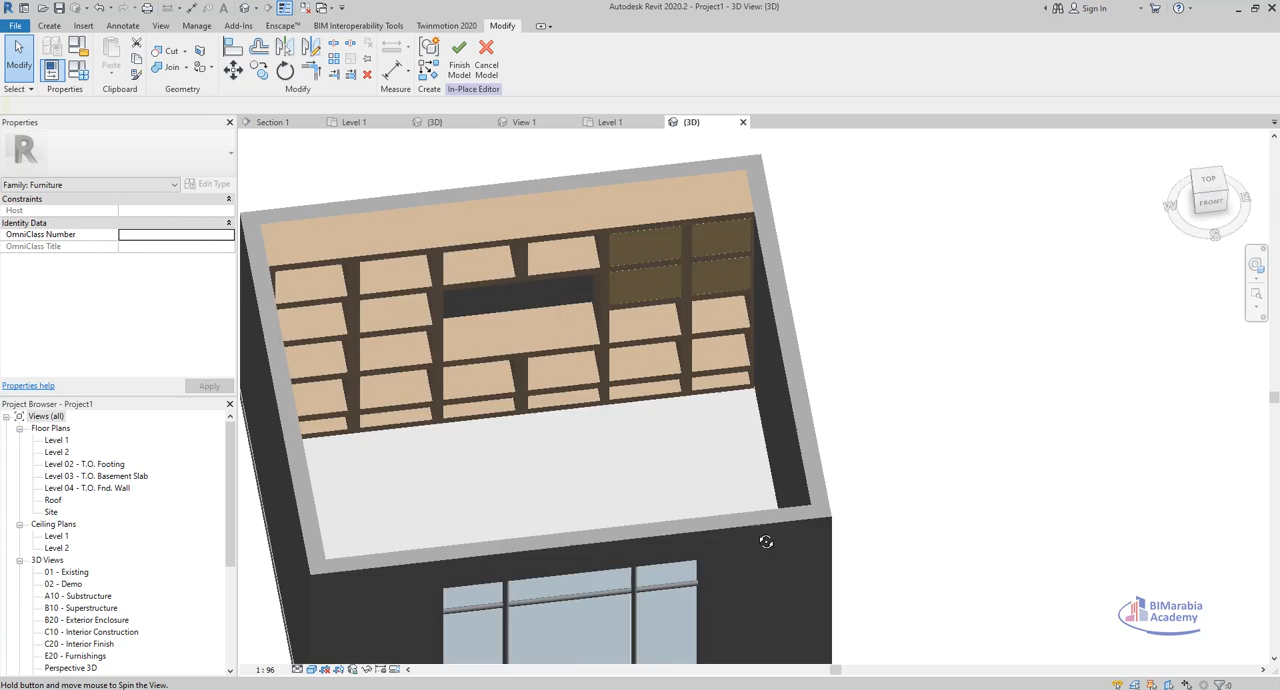 Autodesk Revit 2020.2 - Project1 - 3D View: {3D}
Sign In
File Create Insert Annotate View Manage Add-Ins Enscape™ BIM Interoperability Tools Twinmotion 2020 Modify
Modify
Paste
Cut
Join
Finish Model
Cancel Model
Select Properties Clipboard Geometry Modify Measure Create In-Place Editor
Properties
Section 1
Level 1
{3D}
View 1
Level 1
{3D}
Family: Furniture
Edit Type
Constraints
Host
Identity Data
OmniClass Number
OmniClass Title
Properties help
Apply
Project Browser - Project1
Views (all)
Floor Plans
Level 1
Level 2
Level 02 - T.O. Footing
Level 03 - T.O. Basement Slab
Level 04 - T.O. Fnd. Wall
Roof
Site
Ceiling Plans
Level 1
Level 2
3D Views
01 - Existing
02 - Demo
A10 - Substructure
B10 - Superstructure
B20 - Exterior Enclosure
C10 - Interior Construction
C20 - Interior Finish
E20 - Furnishings
Perspective 3D
TOP
FRONT
W
E
S
BIMarabia
Academy
1 : 96
Hold button and move mouse to Spin the View.
:0